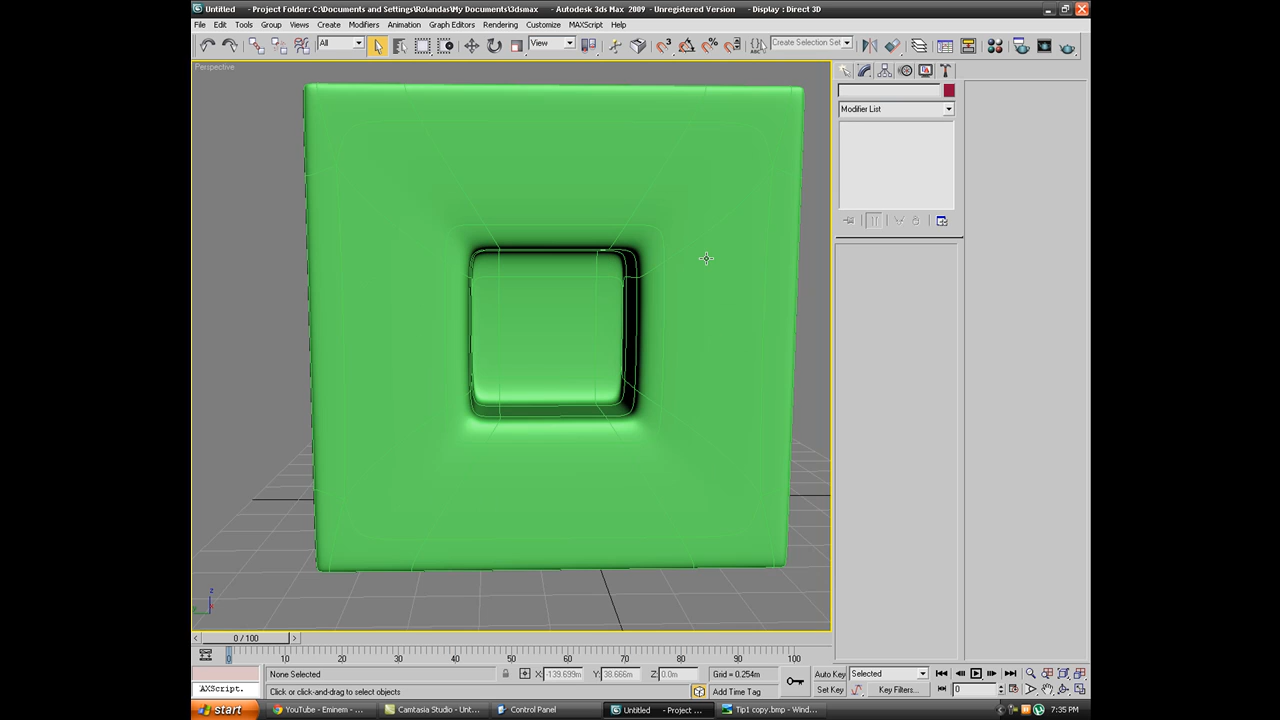 Untitled - Project Folder: C:\Documents and Settings\Rolandas\My Documents\3dsmax - Autodesk 3ds Max 2009 - Unregistered Version - Display : Direct 3D
File Edit Tools Group Views Create Modifiers Animation Graph Editors Rendering Customize MAXScript Help
All View Create Selection Set
Perspective
Modifier List
z
0 / 100
0 10 20 30 40 50 60 70 80 90 100
None Selected X: -139.699m Y: 38.666m Z: 0.0m Grid = 0.254m Auto Key Selected
'AXScript. Click or click-and-drag to select objects Add Time Tag Set Key Key Filters... 0
start YouTube - Eminem - ... Camtasia Studio - Unt... Control Panel Untitled - Project ... Tip1 copy.bmp - Wind... 7:35 PM